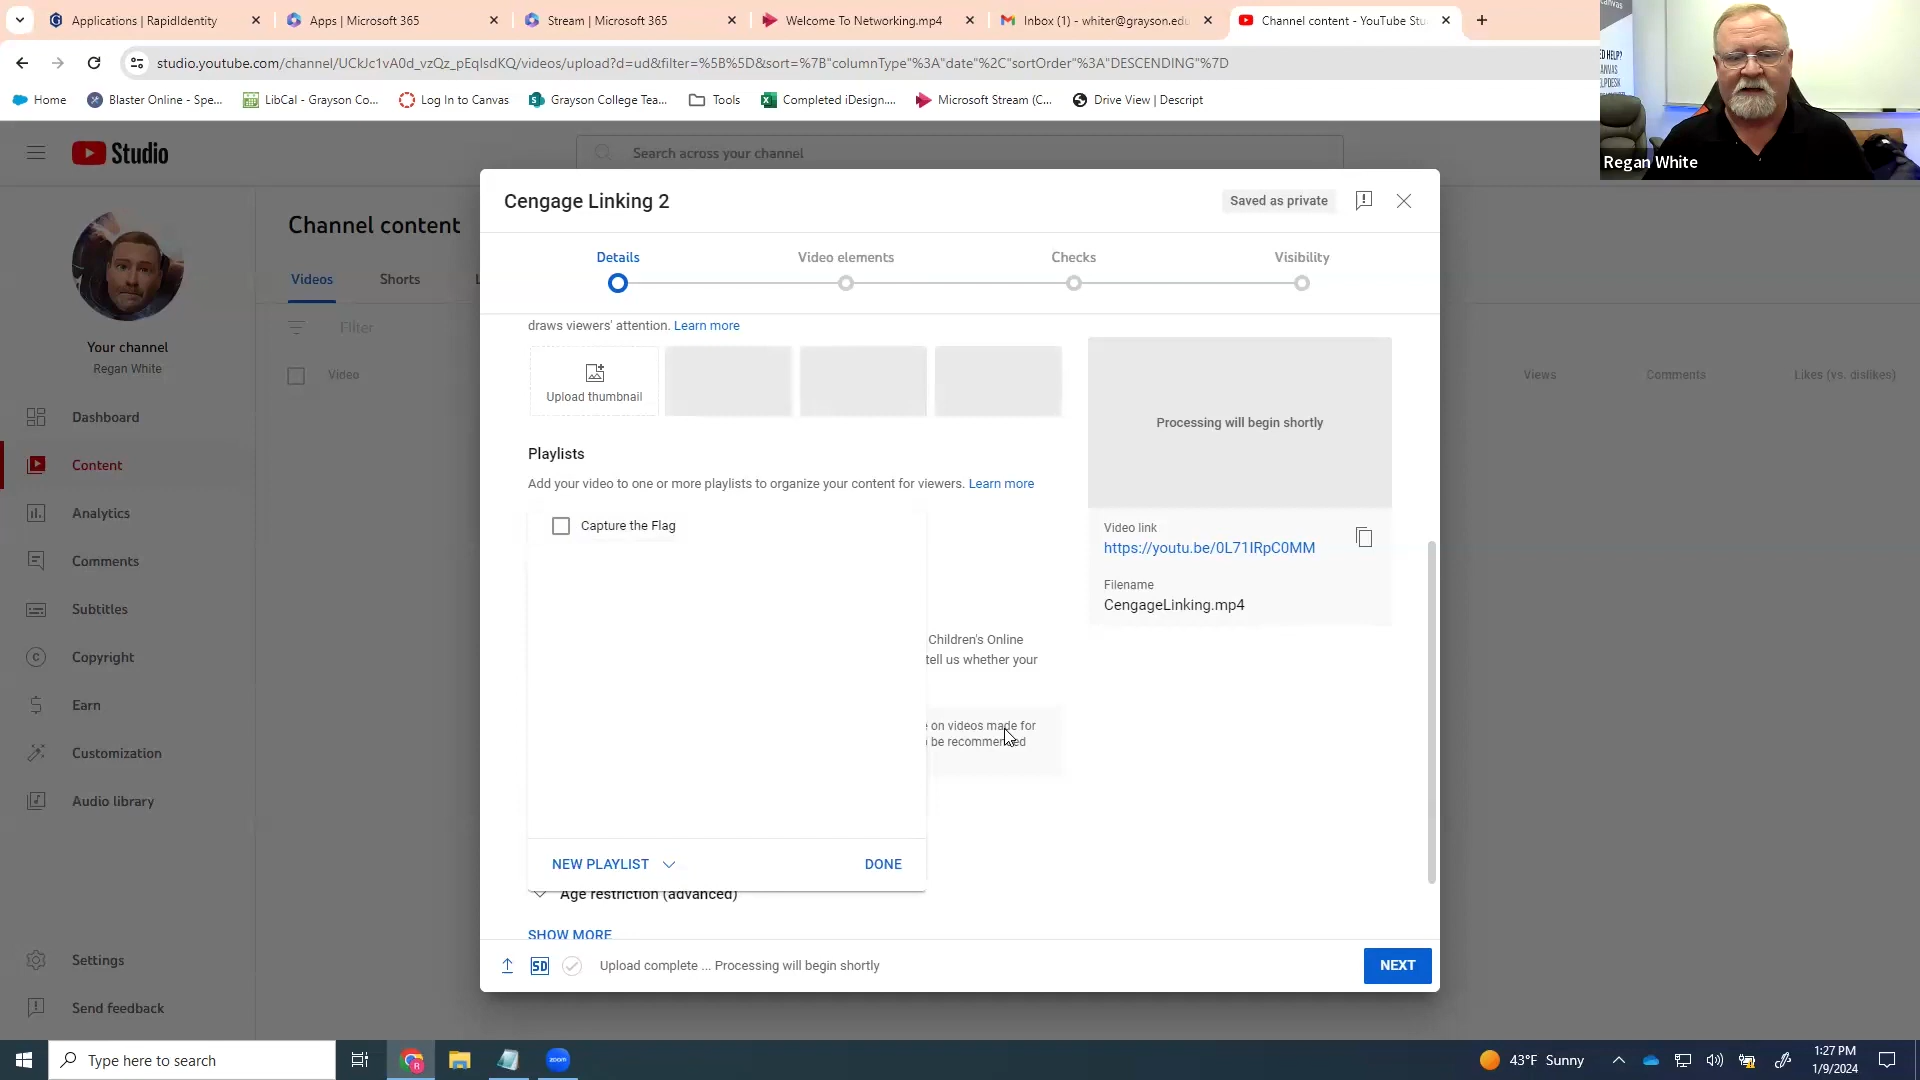 Applications | RapidIdentity
Apps | Microsoft 365
Stream | Microsoft 365
Welcome To Networking.mp4
Inbox (1) - whiter@grayson.edu
Channel content - YouTube Stu
studio.youtube.com/channel/UCkJc1vA0d_vzQz_pEqlsdKQ/videos/upload?d=ud&filter=%5B%5D&sort=%7B"columnType"%3A"date"%2C"sortOrder"%3A"DESCENDING"%7D
Home
Blaster Online - Spe...
LibCal - Grayson Co...
Log In to Canvas
Grayson College Tea...
Tools
Completed iDesign....
Microsoft Stream (C...
Drive View | Descript
Regan White
Studio
Search across your channel
Your channel
Regan White
Dashboard
Content
Analytics
Comments
Subtitles
Copyright
Earn
Customization
Audio library
Settings
Send feedback
Channel content
Videos
Shorts
L
Filter
Video
Views
Comments
Likes (vs. dislikes)
Cengage Linking 2
Saved as private
Details
Video elements
Checks
Visibility
draws viewers' attention. Learn more
Upload thumbnail
Playlists
Add your video to one or more playlists to organize your content for viewers. Learn more
Capture the Flag
Children's Online
tell us whether your
e on videos made for
be recommended
NEW PLAYLIST
DONE
Age restriction (advanced)
SHOW MORE
Processing will begin shortly
Video link
https://youtu.be/0L71IRpC0MM
Filename
CengageLinking.mp4
SD
Upload complete ... Processing will begin shortly
NEXT
Type here to search
zoom
43°F Sunny
1:27 PM
1/9/2024